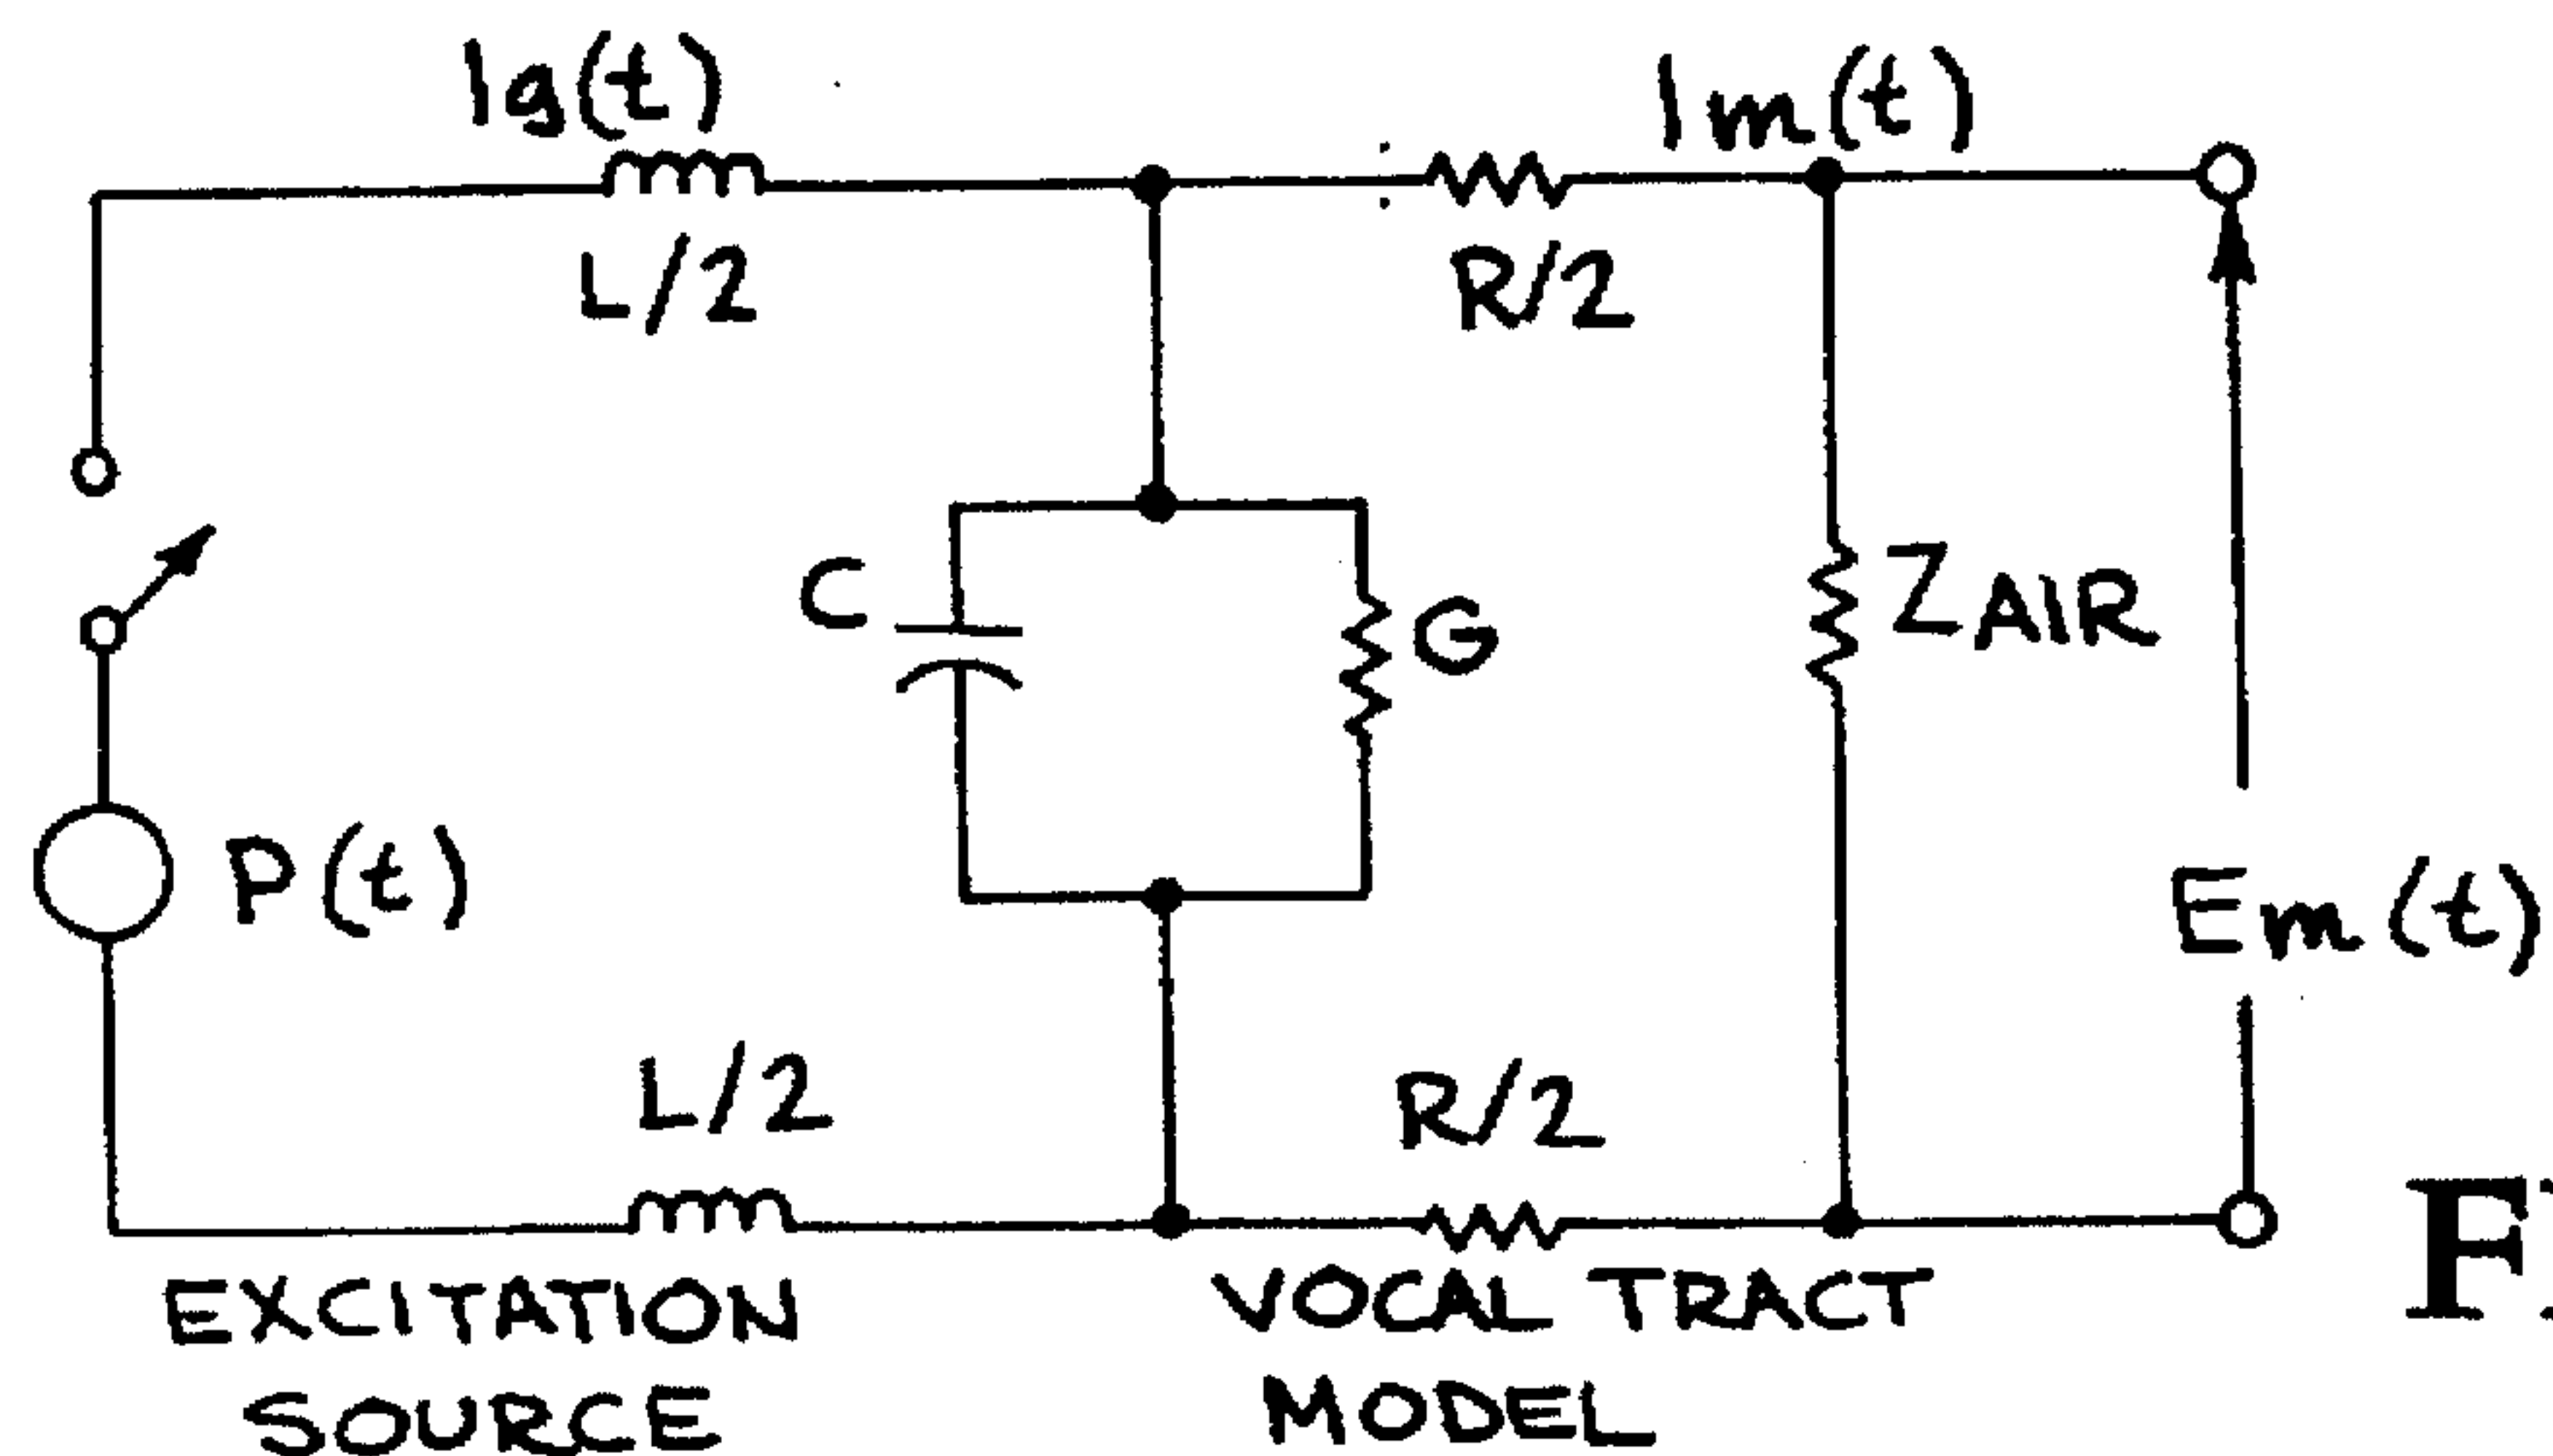 Ig(t)
Im(t)
L/2
R/2
C
G
ZAIR
P(t)
Em(t)
L/2
R/2
EXCITATION
SOURCE
VOCAL TRACT
MODEL